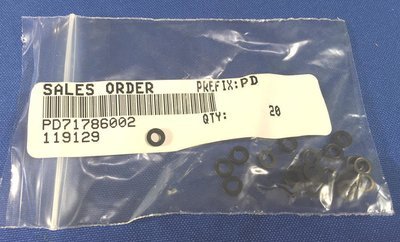 SALES ORDER PREFIX:PD
PD71786002 QTY: 20
119129